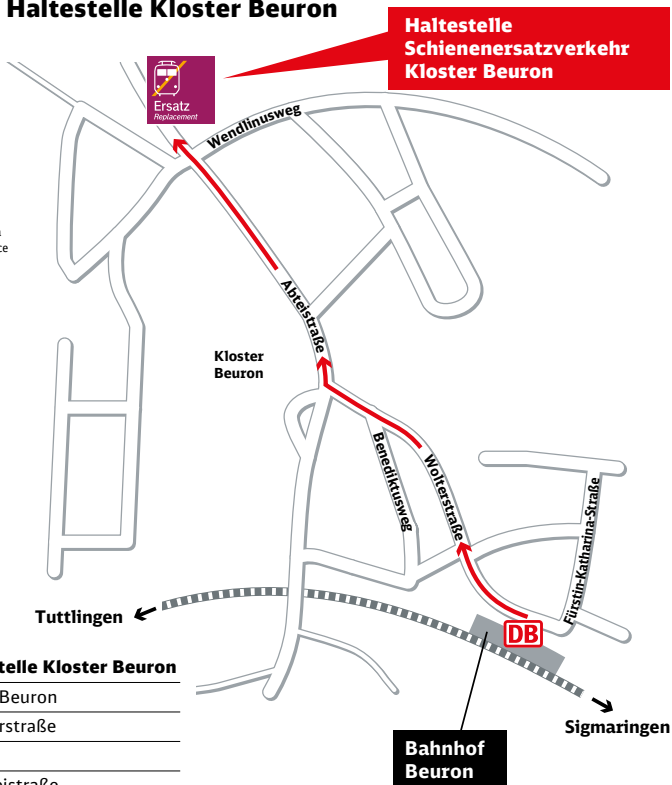 Haltestelle Kloster Beuron
Haltestelle
Schienenersatzverkehr
Kloster Beuron
Ersatz
Replacement
Wendlinusweg
Abteistraße
Kloster
Beuron
Benediktusweg
Wolterstraße
Fürstin-Katharina-Straße
Tuttlingen
DB
Sigmaringen
Bahnhof
Beuron
telle Kloster Beuron
Beuron
rstraße